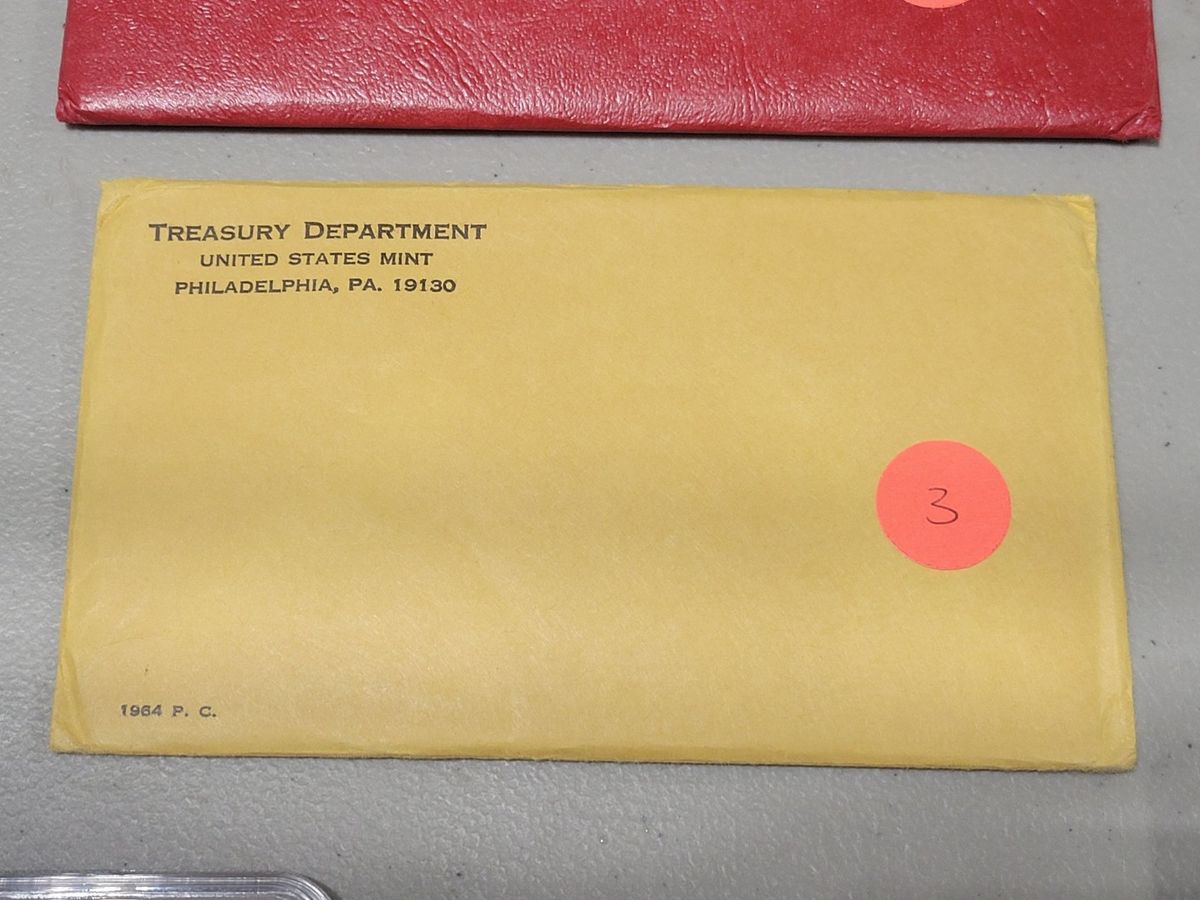 Treasury Department
UNITED STATES MINT
PHILADELPHIA, PA. 19130
3
1964 P. C.